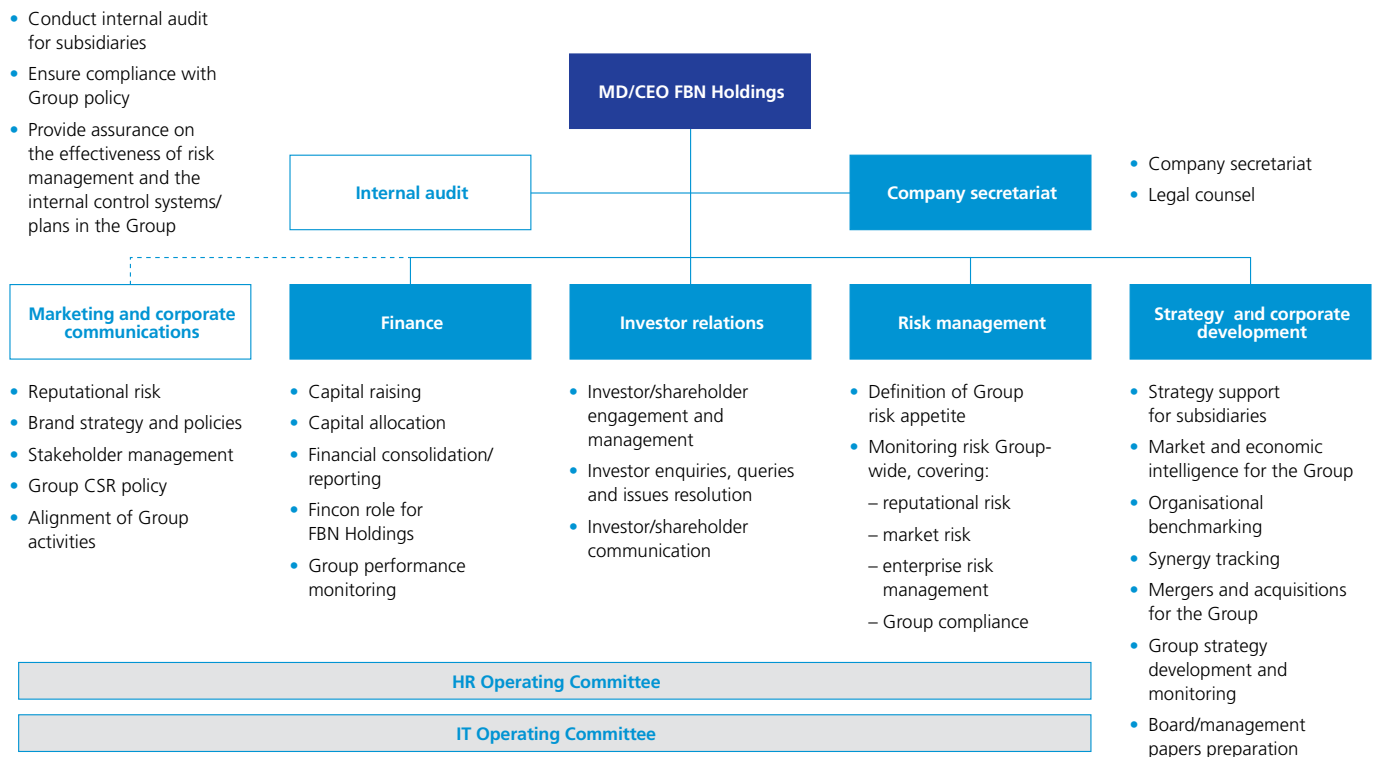 • Conduct internal audit
for subsidiaries
• Ensure compliance with
Group policy
• Provide assurance on
the effectiveness of risk
management and the
internal control systems/
plans in the Group
MD/CEO FBN Holdings
Internal audit
Company secretariat
• Company secretariat
• Legal counsel
Marketing and corporate
communications
• Reputational risk
• Brand strategy and policies
• Stakeholder management
• Group CSR policy
• Alignment of Group
activities
Finance
• Capital raising
• Capital allocation
• Financial consolidation/
reporting
• Fincon role for
FBN Holdings
• Group performance
monitoring
Investor relations
• Investor/shareholder
engagement and
management
• Investor enquiries, queries
and issues resolution
• Investor/shareholder
communication
Risk management
• Definition of Group
risk appetite
• Monitoring risk Group-
wide, covering:
– reputational risk
– market risk
– enterprise risk
management
– Group compliance
Strategy and corporate
development
• Strategy support
for subsidiaries
• Market and economic
intelligence for the Group
• Organisational
benchmarking
• Synergy tracking
• Mergers and acquisitions
for the Group
• Group strategy
development and
monitoring
• Board/management
papers preparation
HR Operating Committee
IT Operating Committee